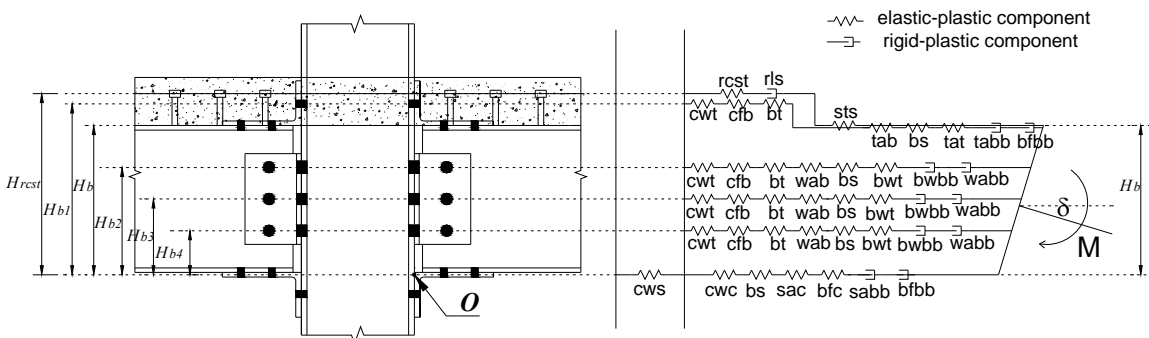 elastic-plastic component
rigid-plastic component
rcst rls
cwt cfb bt
sts
tab bs tat tabb bfbb
cwt cfb bt wab bs bwt bwbb wabb
cwt cfb bt wab bs bwt bwbb wabb
cwt cfb bt wab bs bwt bwbb wabb
cws cwc bs sac bfc sabb bfbb
Hrcst
Hb1
Hb
Hb2
Hb3
Hb4
O
δ
M
Hb